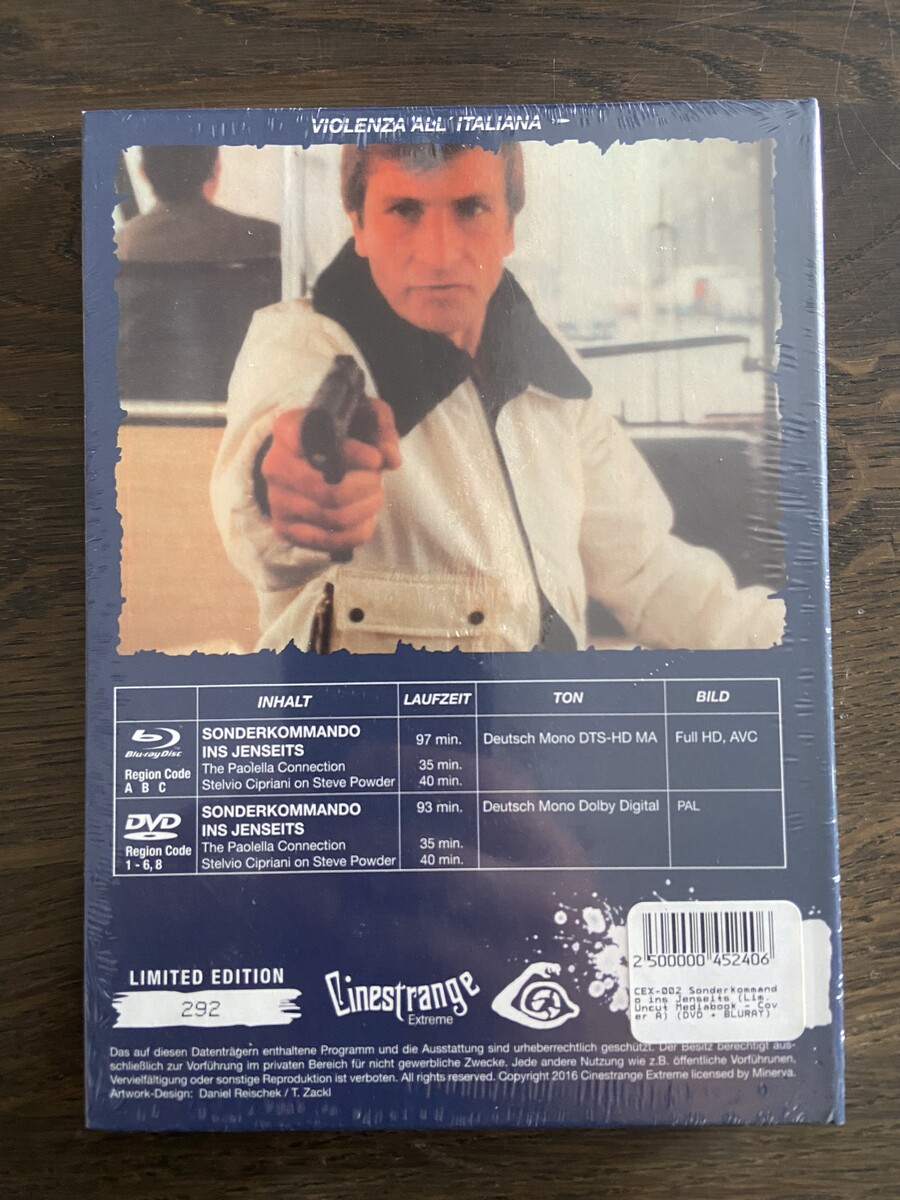 VIOLENZA ALL' ITALIANA
INHALT LAUFZEIT TON BILD
Blu-ray Disc
Region Code
A B C
SONDERKOMMANDO
INS JENSEITS
The Paolella Connection
Stelvio Cipriani on Steve Powder
97 min.
35 min.
40 min.
Deutsch Mono DTS-HD MA
Full HD, AVC
DVD
Region Code
1 - 6, 8
SONDERKOMMANDO
INS JENSEITS
The Paolella Connection
Stelvio Cipriani on Steve Powder
93 min.
35 min.
40 min.
Deutsch Mono Dolby Digital
PAL
LIMITED EDITION
292
Cinestrange
Extreme
2 500000 452406
CEX-002 Sonderkommand
o ins Jenseits (Lim.
Uncut Mediabook - Cov
er A) (DVD + BLURAY)
Das auf diesen Datenträgern enthaltene Programm und die Ausstattung sind urheberrechtlich geschützt. Der Besitz berechtigt aus-
schließlich zur Vorführung im privaten Bereich für nicht gewerbliche Zwecke. Jede andere Nutzung wie z.B. öffentliche Vorführunen,
Vervielfältigung oder sonstige Reproduktion ist verboten. All rights reserved. Copyright 2016 Cinestrange Extreme licensed by Minerva.
Artwork-Design: Daniel Reischek / T. Zackl